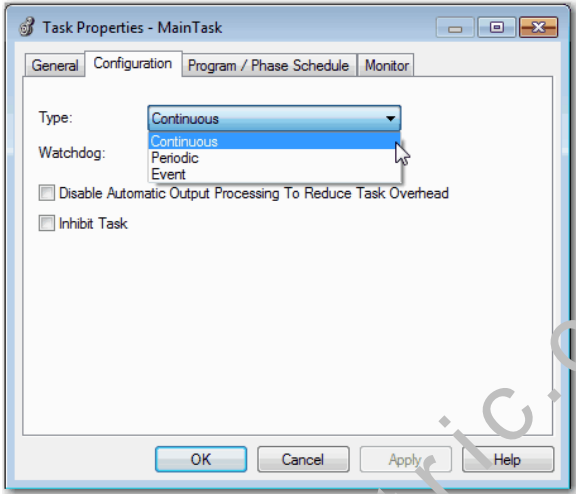 Task Properties - MainTask
General Configuration Program / Phase Schedule Monitor
Type: Continuous
Continuous
Watchdog:
Periodic
Event
Disable Automatic Output Processing To Reduce Task Overhead
Inhibit Task
OK Cancel Apply Help